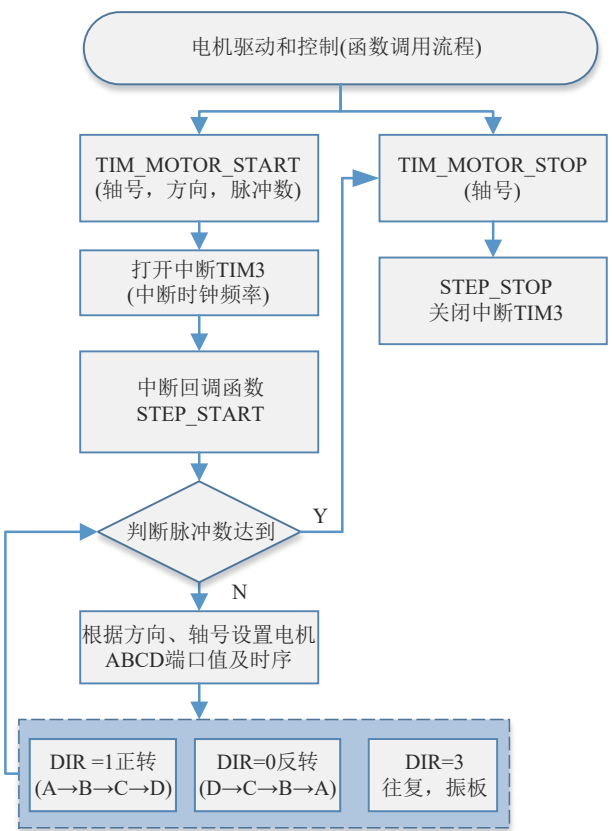 电机驱动和控制(函数调用流程)
TIM_MOTOR_START
(轴号，方向，脉冲数)
TIM_MOTOR_STOP
(轴号)
打开中断TIM3
(中断时钟频率)
STEP_STOP
关闭中断TIM3
中断回调函数
STEP_START
判断脉冲数达到
Y
N
根据方向、轴号设置电机
ABCD端口值及时序
DIR =1正转
(A→B→C→D)
DIR=0反转
(D→C→B→A)
DIR=3
往复，振板